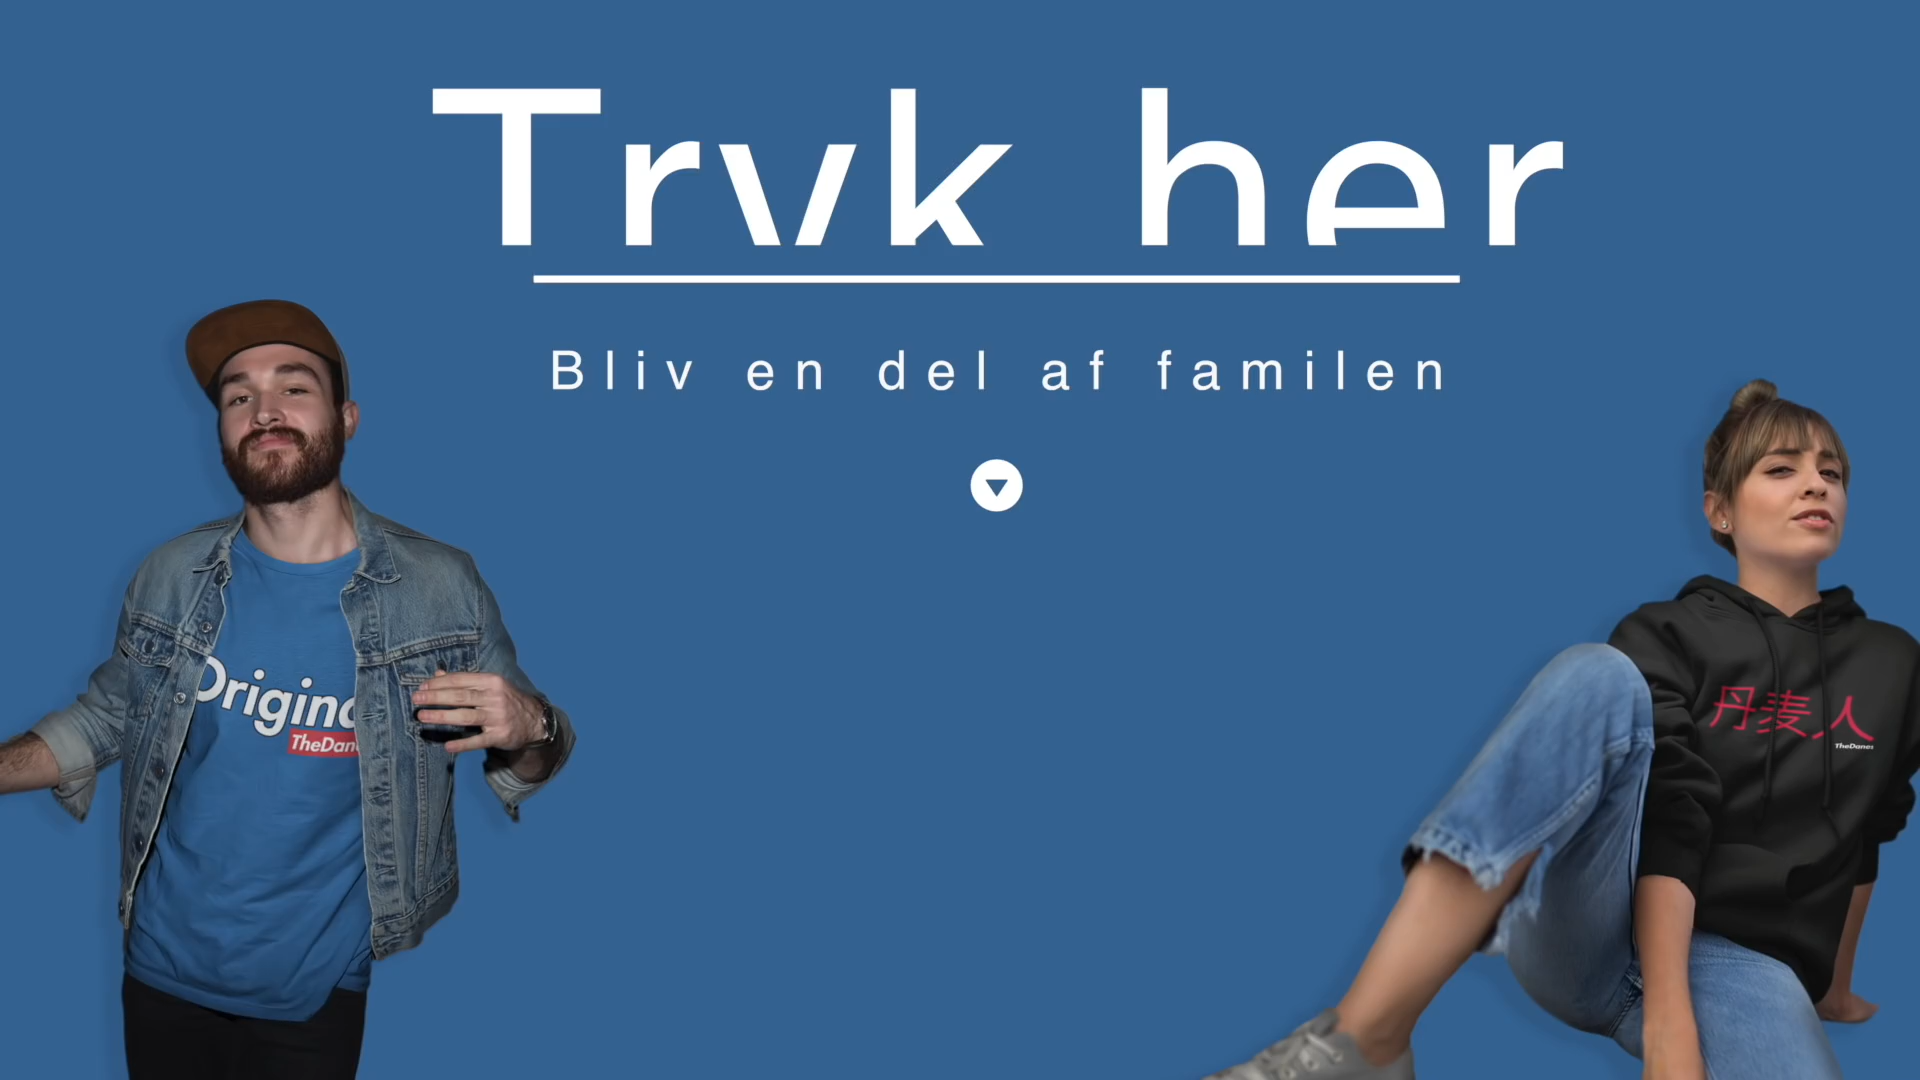 Tryk her
Bliv en del af familen
Origina
TheDan
丹麦人
TheDanes